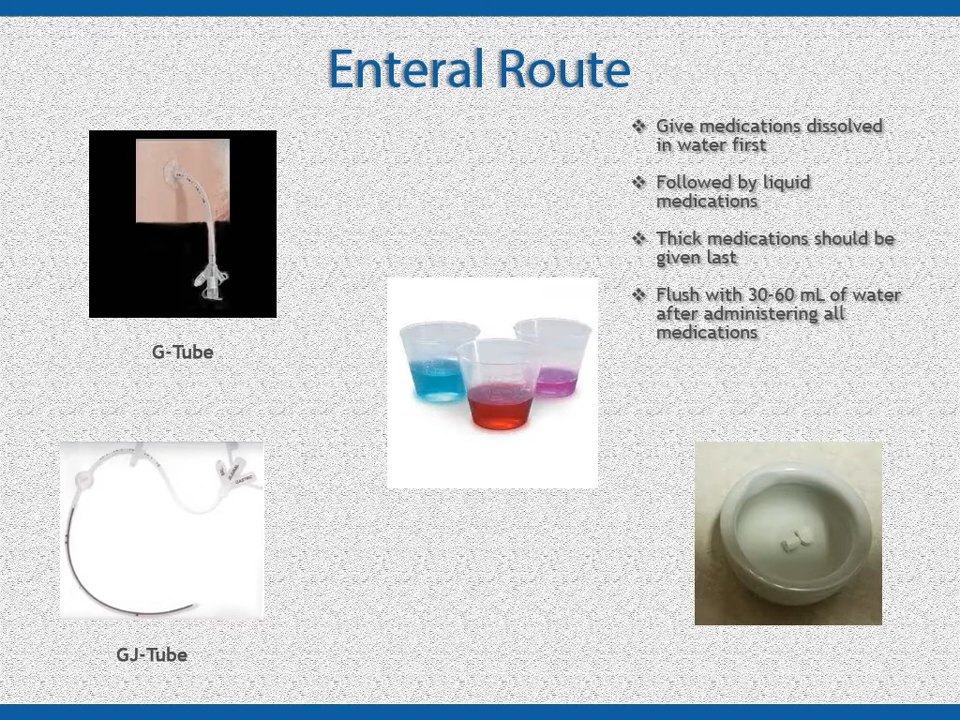 Enteral Route
❖ Give medications dissolved
in water first
❖ Followed by liquid
medications
❖ Thick medications should be
given last
❖ Flush with 30-60 mL of water
after administering all
medications
G-Tube
GJ-Tube